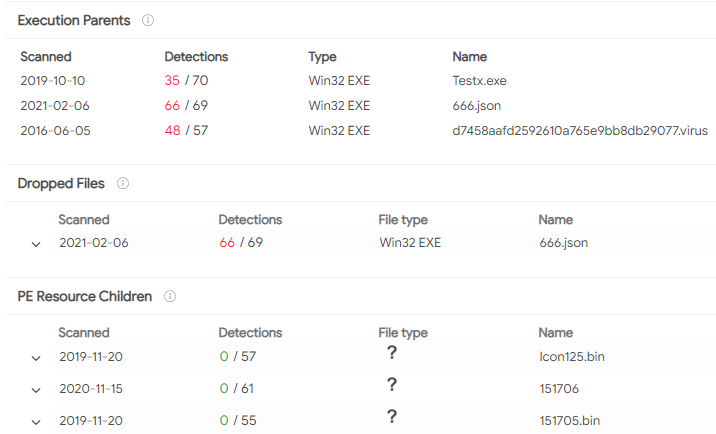 Execution Parents
Scanned Detections Type Name
2019-10-10 35 / 70 Win32 EXE Testx.exe
2021-02-06 66 / 69 Win32 EXE 666.json
2016-06-05 48 / 57 Win32 EXE d7458aafd2592610a765e9bb8db29077.virus
Dropped Files
Scanned Detections File type Name
2021-02-06 66 / 69 Win32 EXE 666.json
PE Resource Children
Scanned Detections File type Name
2019-11-20 0 / 57 ? Icon125.bin
2020-11-15 0 / 61 ? 151706
2019-11-20 0 / 55 ? 151705.bin